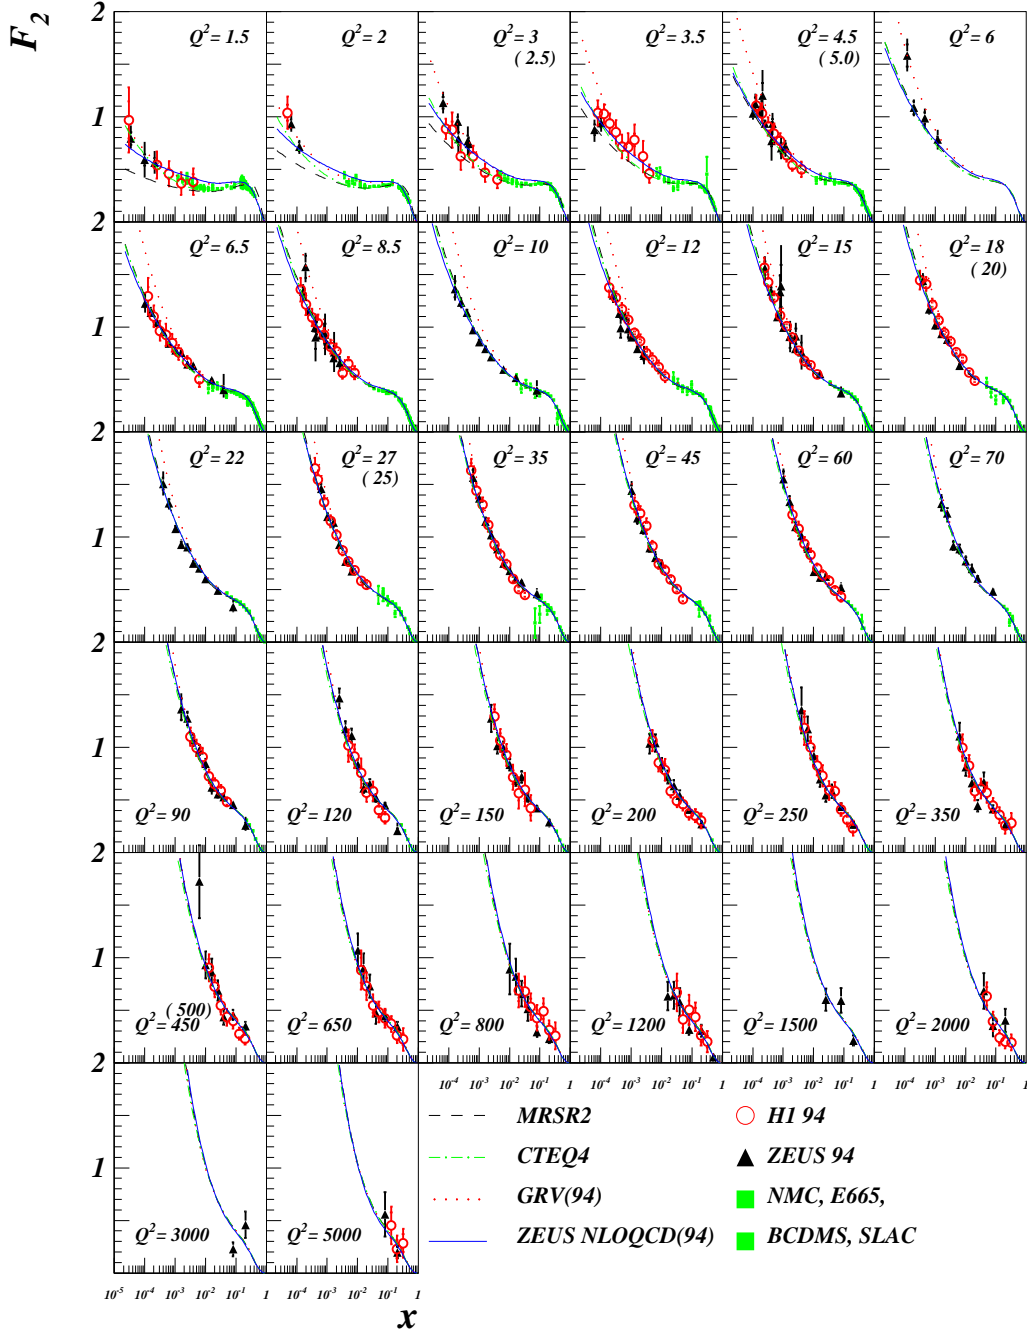 F2
2
1
Q² = 1.5
Q² = 2
Q² = 3
( 2.5)
Q² = 3.5
Q² = 4.5
(5.0)
Q² = 6
2
1
Q² = 6.5
Q² = 8.5
Q² = 10
Q² = 12
Q² = 15
Q² = 18
( 20)
2
1
Q² = 22
Q² = 27
( 25)
Q² = 35
Q² = 45
Q² = 60
Q² = 70
2
1
Q² = 90
Q² = 120
Q² = 150
Q² = 200
Q² = 250
Q² = 350
2
1
( 500)
Q² = 450
Q² = 650
Q² = 800
Q² = 1200
Q² = 1500
Q² = 2000
10⁻⁴ 10⁻³ 10⁻² 10⁻¹ 1 10⁻⁴ 10⁻³ 10⁻² 10⁻¹ 1 10⁻⁴ 10⁻³ 10⁻² 10⁻¹ 1 10⁻⁴ 10⁻³ 10⁻² 10⁻¹ 1
2
1
Q² = 3000
Q² = 5000
MRSR2
CTEQ4
GRV(94)
ZEUS NLOQCD(94)
H1 94
ZEUS 94
NMC, E665,
BCDMS, SLAC
10⁻⁵ 10⁻⁴ 10⁻³ 10⁻² 10⁻¹ 1 10⁻⁴ 10⁻³ 10⁻² 10⁻¹ 1
x